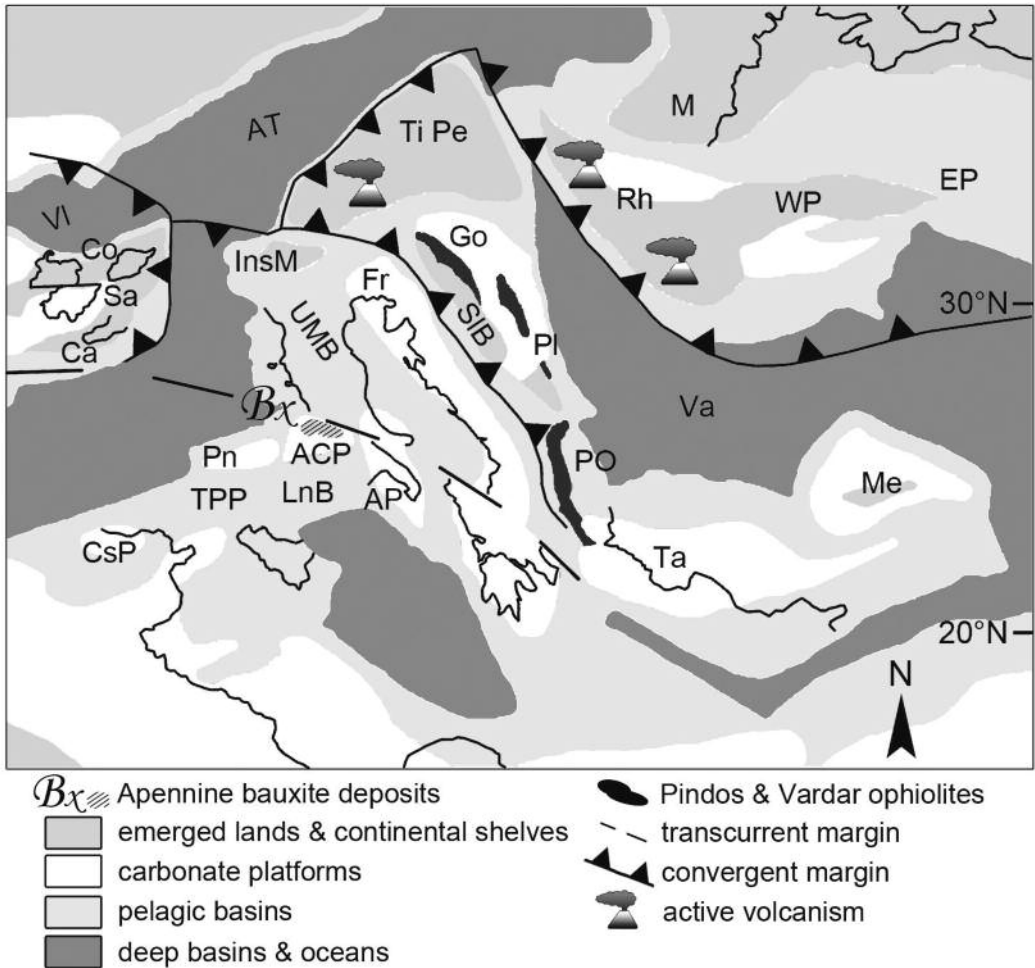 AT
Ti Pe
M
VI
Rh
WP
EP
Co
InsM
Go
Sa
Fr
30°N
Ca
UMB
SIB
Pl
Bx
Va
Pn
ACP
PO
TPP
LnB
AP
Me
CsP
Ta
20°N
N
Bx Apennine bauxite deposits
emerged lands & continental shelves
carbonate platforms
pelagic basins
deep basins & oceans
Pindos & Vardar ophiolites
transcurrent margin
convergent margin
active volcanism